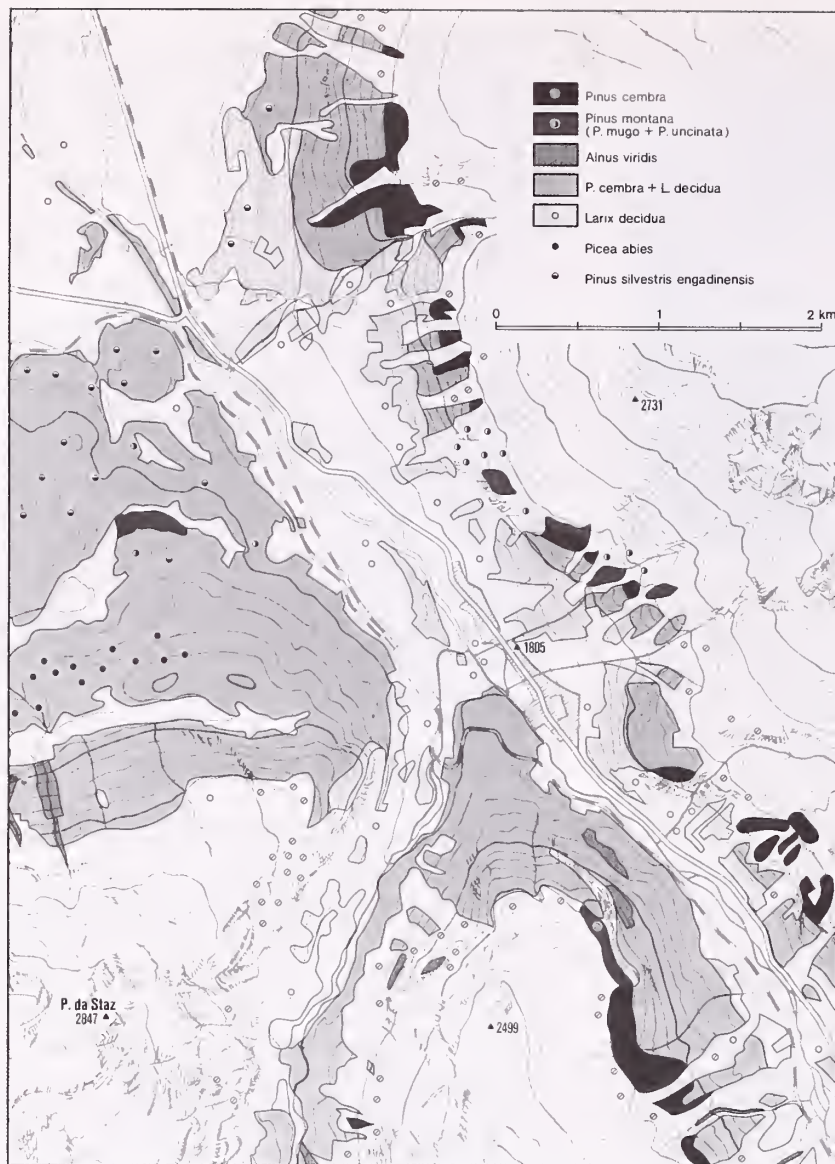 Pinus cembra
Pinus montana
(P. mugo + P. uncinata)
Alnus viridis
P. cembra + L. decidua
Larix decidua
Picea abies
Pinus silvestris engadinensis
0 1 2 km
2731
1805
P. da Staz
2847
2499